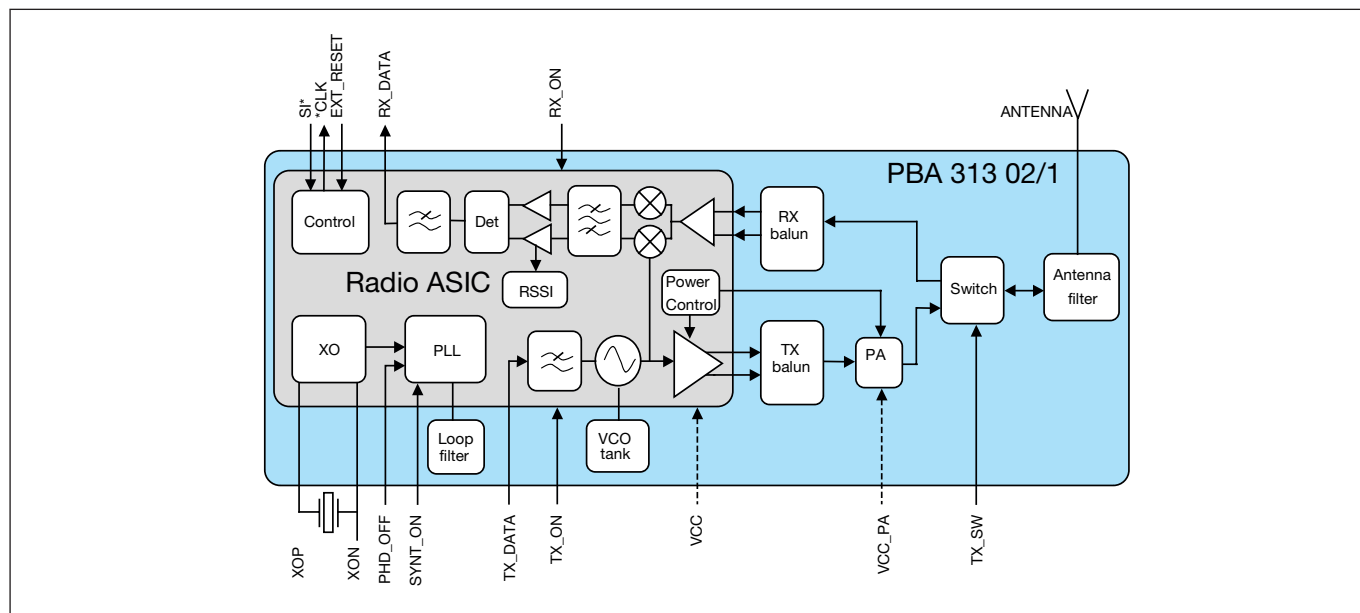 SI*
*CLK
EXT_RESET
RX_DATA
RX_ON
ANTENNA
PBA 313 02/1
Control
Det
RX
balun
Radio ASIC
RSSI
Power
Control
Switch
Antenna
filter
XO
PLL
TX
balun
PA
Loop
filter
VCO
tank
XOP
XON
PHD_OFF
SYNT_ON
TX_DATA
TX_ON
VCC
VCC_PA
TX_SW